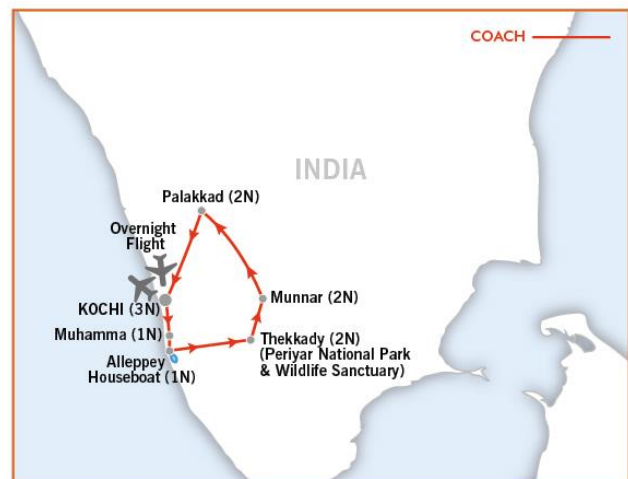 COACH
INDIA
Palakkad (2N)
Overnight
Flight
KOCHI (3N)
Munnar (2N)
Muhamma (1N)
Thekkady (2N)
(Periyar National Park
& Wildlife Sanctuary)
Alleppey
Houseboat (1N)